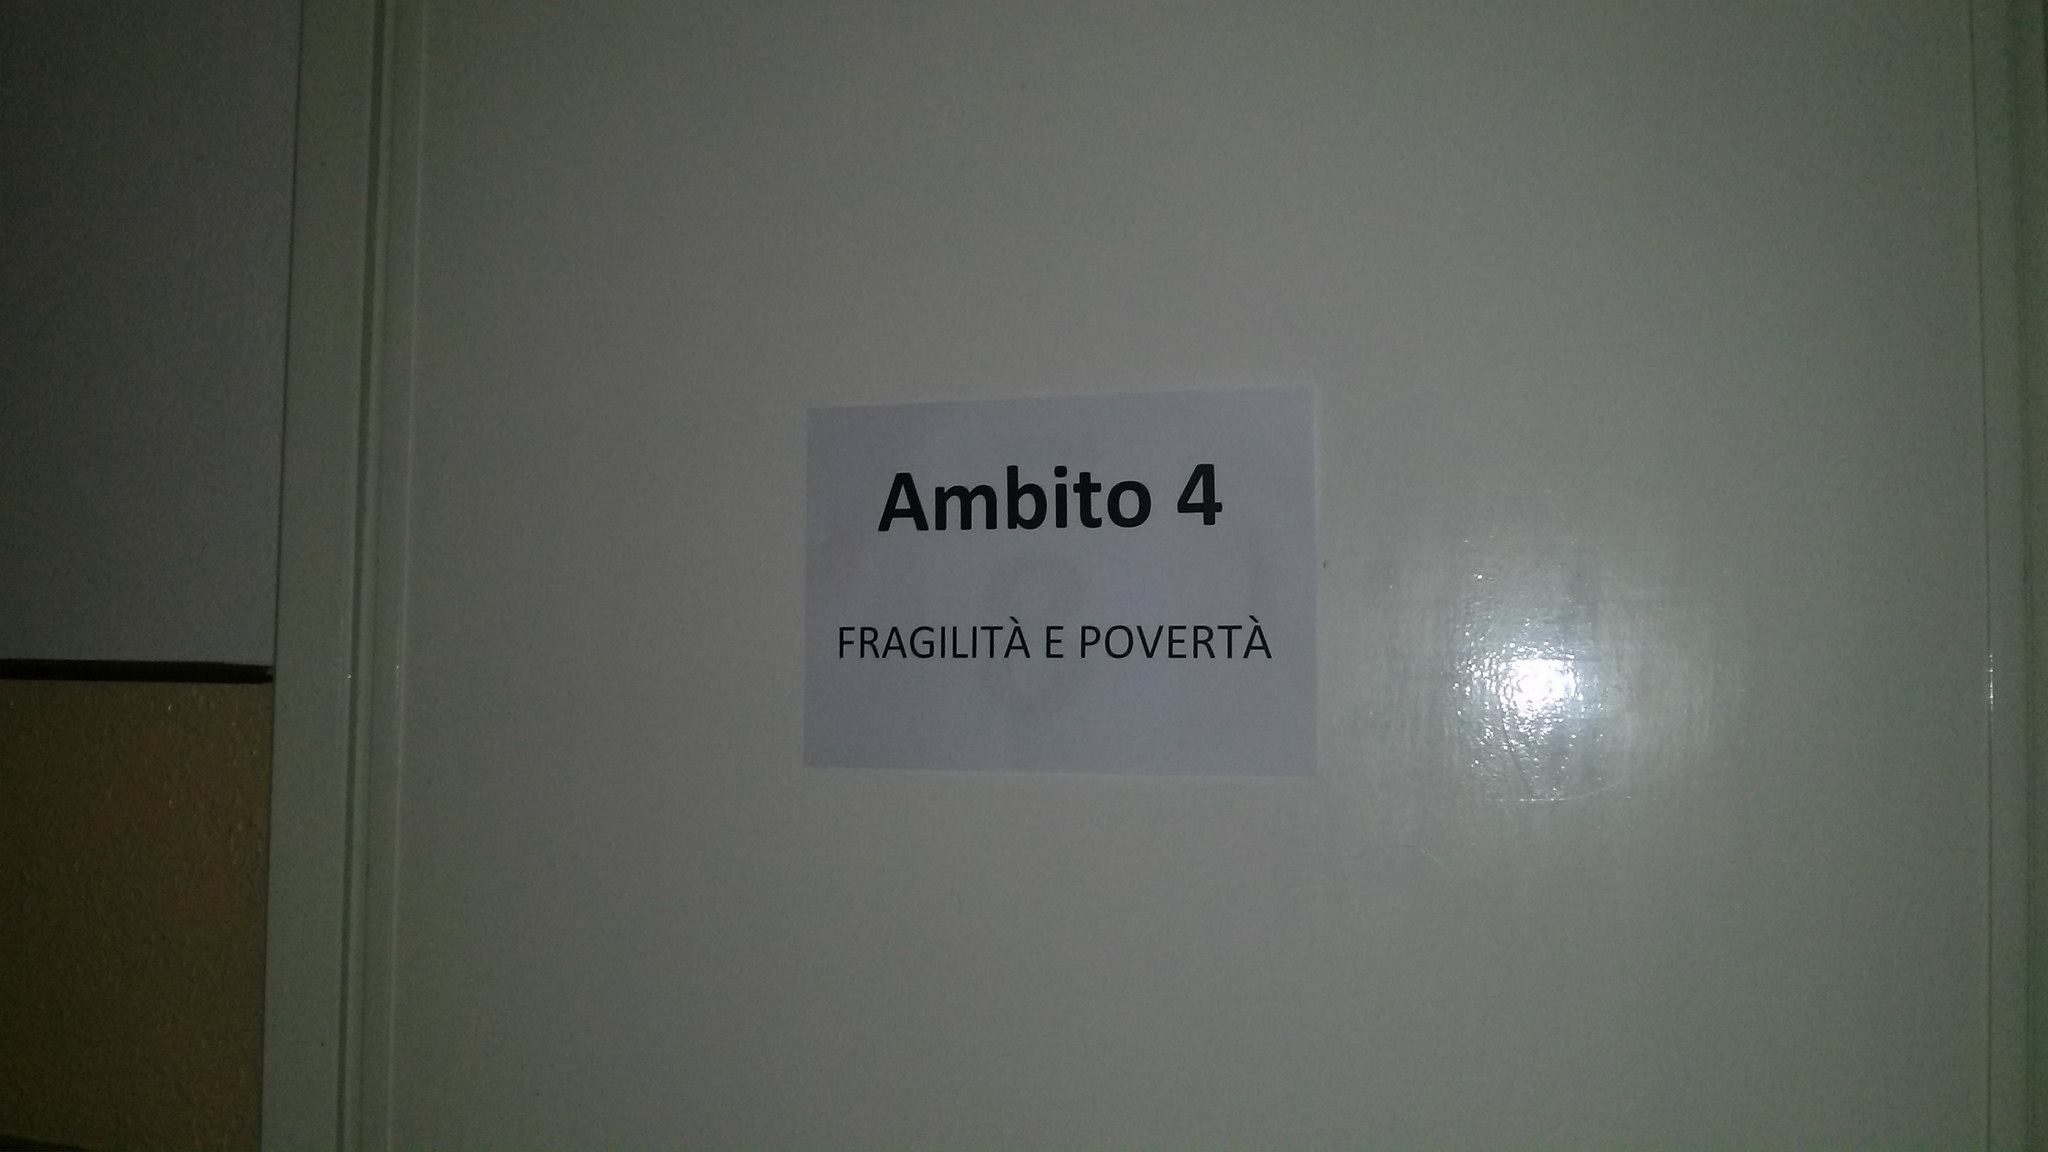 Ambito 4
FRAGILITÀ E POVERTÀ